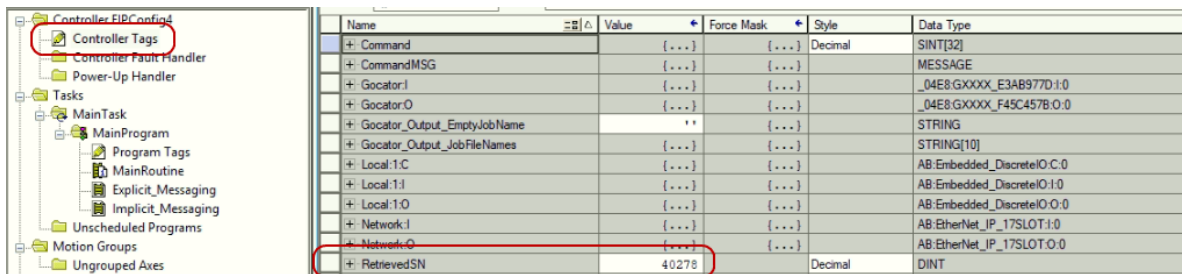 Controller EIPConfig4
Controller Tags
Controller Fault Handler
Power-Up Handler
Tasks
MainTask
MainProgram
Program Tags
MainRoutine
Explicit_Messaging
Implicit_Messaging
Unscheduled Programs
Motion Groups
Ungrouped Axes
Name Value Force Mask Style Data Type
Command {...} {...} Decimal SINT[32]
CommandMSG {...} {...} MESSAGE
Gocator:I {...} {...} _04E8:GXXXX_E3AB977D:I:0
Gocator:O {...} {...} _04E8:GXXXX_F45C457B:O:0
Gocator_Output_EmptyJobName '' {...} STRING
Gocator_Output_JobFileNames {...} {...} STRING[10]
Local:1:C {...} {...} AB:Embedded_DiscreteIO:C:0
Local:1:I {...} {...} AB:Embedded_DiscreteIO:I:0
Local:1:O {...} {...} AB:Embedded_DiscreteIO:O:0
Network:I {...} {...} AB:EtherNet_IP_17SLOT:I:0
Network:O {...} {...} AB:EtherNet_IP_17SLOT:O:0
RetrievedSN 40278 Decimal DINT